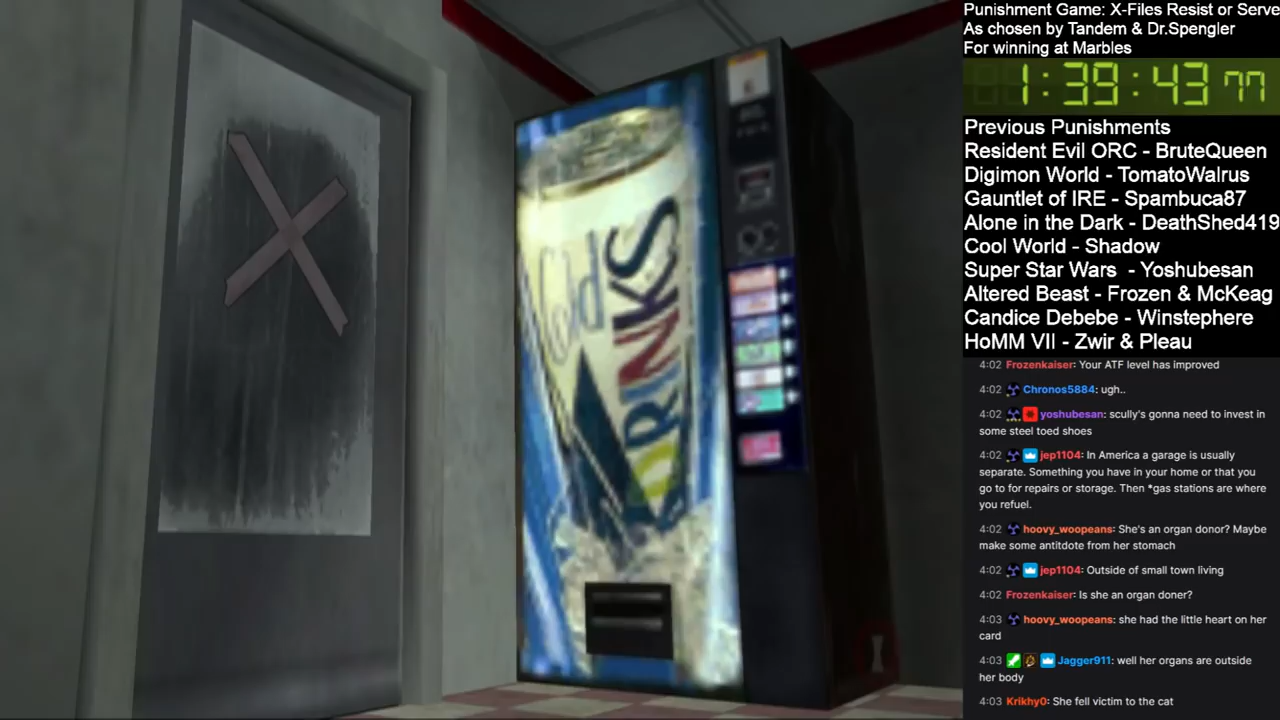 Cold
DRINKS
Punishment Game: X-Files Resist or Serve
As chosen by Tandem & Dr.Spengler
For winning at Marbles
1:39:43 77
Previous Punishments
Resident Evil ORC - BruteQueen
Digimon World - TomatoWalrus
Gauntlet of IRE - Spambuca87
Alone in the Dark - DeathShed419
Cool World - Shadow
Super Star Wars - Yoshubesan
Altered Beast - Frozen & McKeag
Candice Debebe - Winstephere
HoMM VII - Zwir & Pleau
4:02 Frozenkaiser: Your ATF level has improved
4:02 Chronos5884: ugh..
4:02 yoshubesan: scully's gonna need to invest in
some steel toed shoes
4:02 jep1104: In America a garage is usually
separate. Something you have in your home or that you
go to for repairs or storage. Then *gas stations are where
you refuel.
4:02 hoovy_woopeans: She's an organ donor? Maybe
make some antitdote from her stomach
4:02 jep1104: Outside of small town living
4:02 Frozenkaiser: Is she an organ doner?
4:03 hoovy_woopeans: she had the little heart on her
card
4:03 Jagger911: well her organs are outside
her body
4:03 Krikhy0: She fell victim to the cat